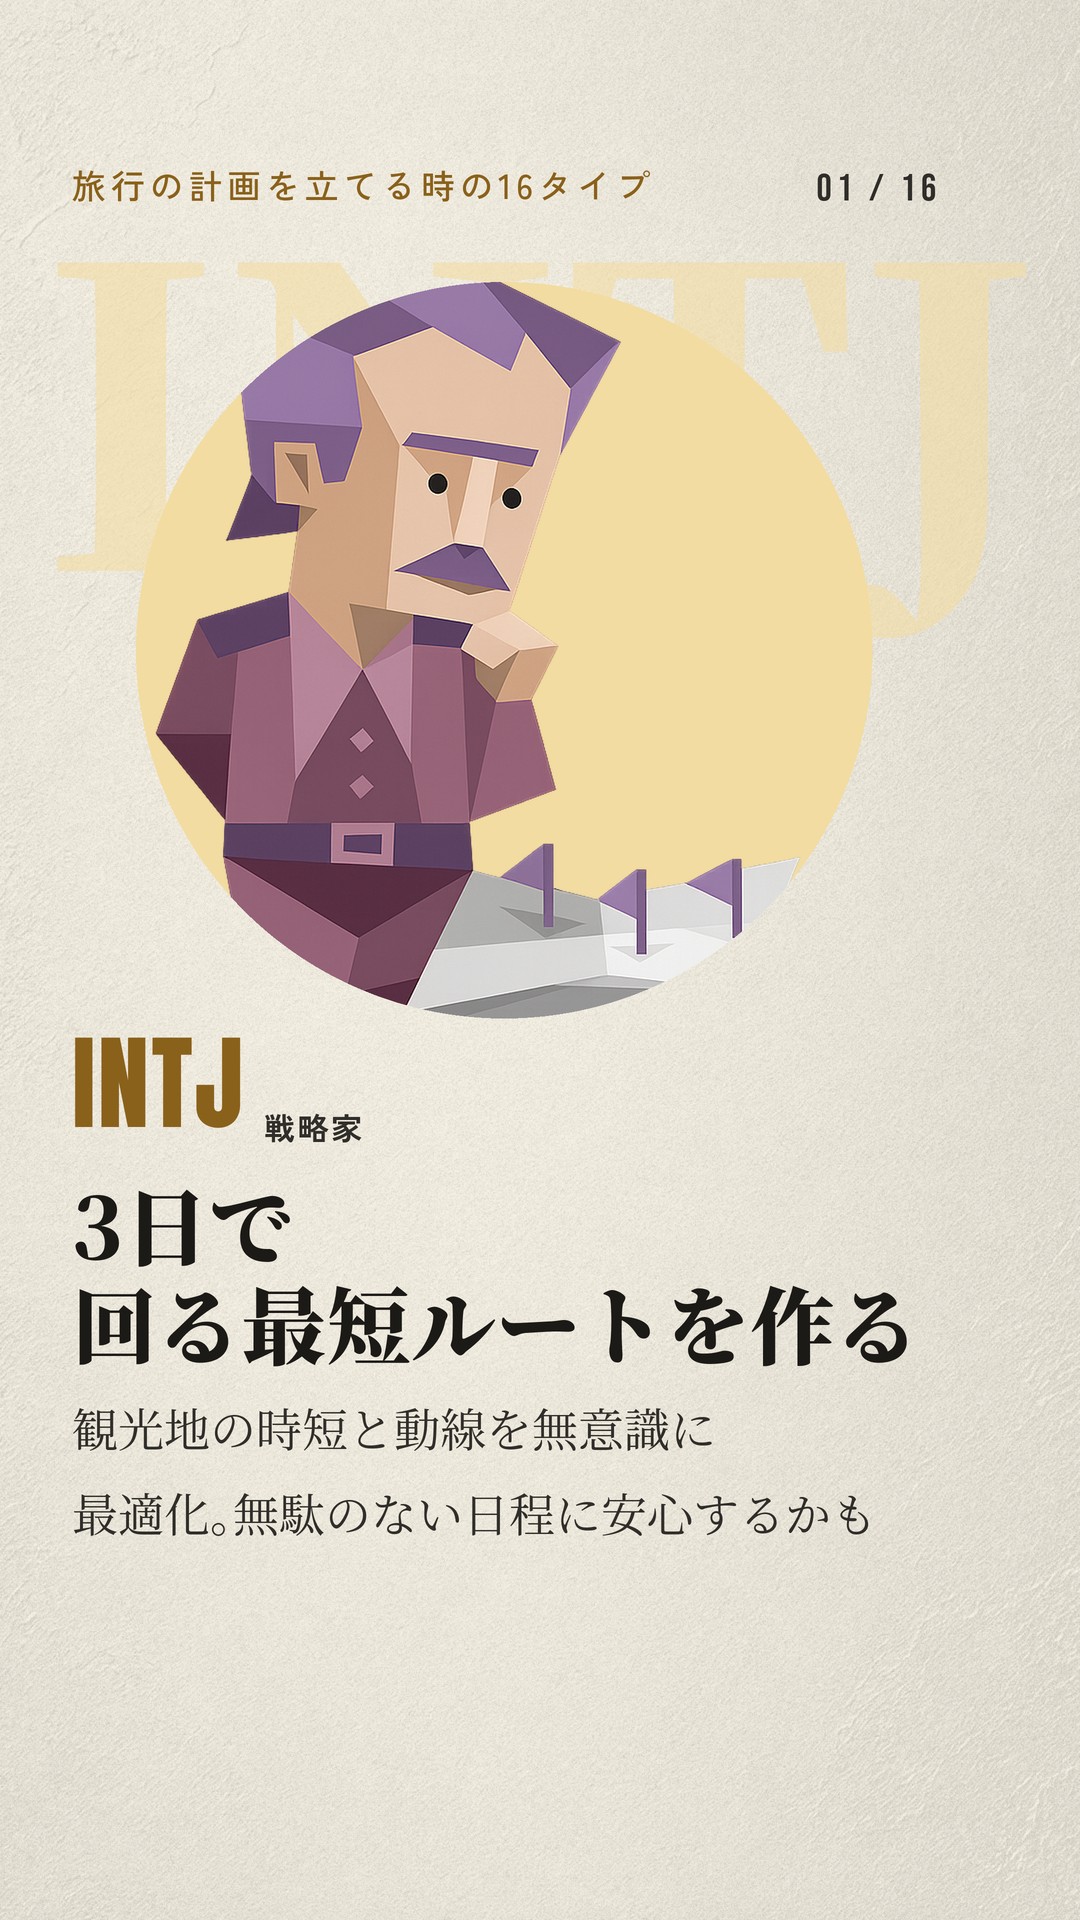 旅行の計画を立てる時の16タイプ
01 / 16
INTJ
INTJ
戦略家
3日で
回る最短ルートを作る
観光地の時短と動線を無意識に
最適化。無駄のない日程に安心するかも